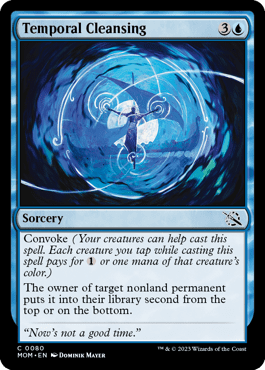 Temporal Cleansing 3
Sorcery
Convoke (Your creatures can help cast this
spell. Each creature you tap while casting this
spell pays for 1 or one mana of that creature's
color.)
The owner of target nonland permanent
puts it into their library second from the
top or on the bottom.
"Now's not a good time."
C 0080
MOM • EN Dominik Mayer
™ & © 2023 Wizards of the Coast